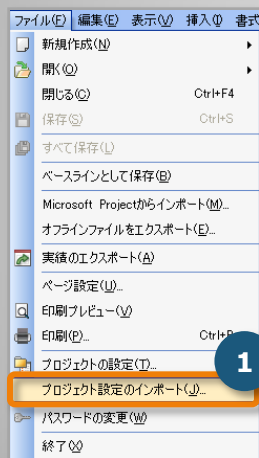 ファイル(F) 編集(E) 表示(V) 挿入(I) 書式
新規作成(N)
開く(O)
閉じる(C) Ctrl+F4
保存(S) Ctrl+S
すべて保存(L)
ベースラインとして保存(B)
Microsoft Projectからインポート(M)...
オフラインファイルをエクスポート(E)...
実績のエクスポート(A)
ページ設定(U)...
印刷プレビュー(V)
印刷(P)... Ctrl+P
プロジェクトの設定(T)...
1
プロジェクト設定のインポート(J)...
パスワードの変更(W)
終了(X)